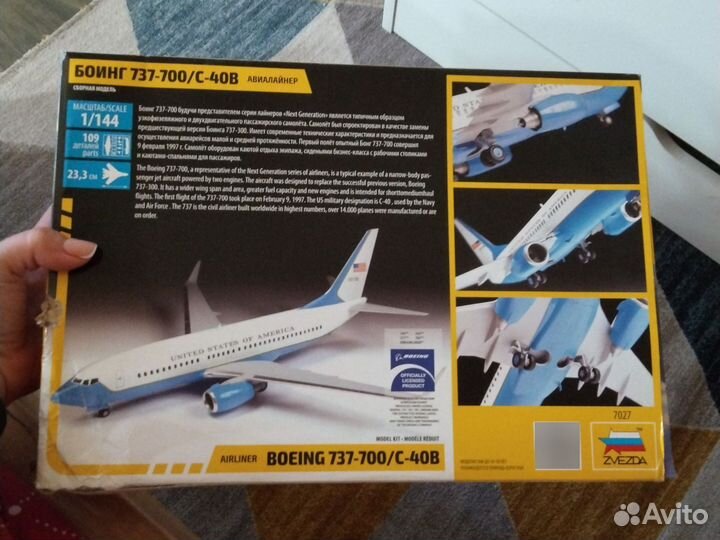 БОИНГ 737-700/С-40В АВИАЛАЙНЕР
СБОРНАЯ МОДЕЛЬ
МАСШТАБ/SCALE
1/144
109
деталей
parts
23,3 см
Боинг 737-700 будучи представителем серии лайнеров «Next Generation» является типичным образцом
узкофюзеляжного и двухдвигательного пассажирского самолёта. Самолет был спроектирован в качестве замены
предшествующей версии Боинга 737-300. Имеет современные технические характеристики и предназначается для
осуществления авиарейсов малой и средней протяжённости. Первый полёт опытный Боинг 737-700 совершил
9 февраля 1997 г. Самолёт оборудован каютой отдыха экипажа, сиденьями бизнес-класса с рабочими столиками
и каютами-спальнями для пассажиров.
The Boeing 737-700, a representative of the Next Generation series of airliners, is a typical example of a narrow-body pas-
senger jet aircraft powered by two engines. The aircraft was designed to replace the successful previous version, Boeing
737-300. It has a wider wing span and area, greater fuel capacity and new engines and is intended for short to medium haul
flights. The first flight of the 737-700 took place on February 9, 1997. The US military designation is C-40 , used by the Navy
and Air Force . The 737 is the civil airliner built worldwide in highest numbers, over 14.000 planes were manufactured or are
on order.
UNITED STATES OF AMERICA
BOEING
OFFICIALLY
LICENSED
PRODUCT
MODEL KIT - MODÈLE RÉDUIT
AIRLINER BOEING 737-700/C-40B
7027
ZVEZDA
Avito